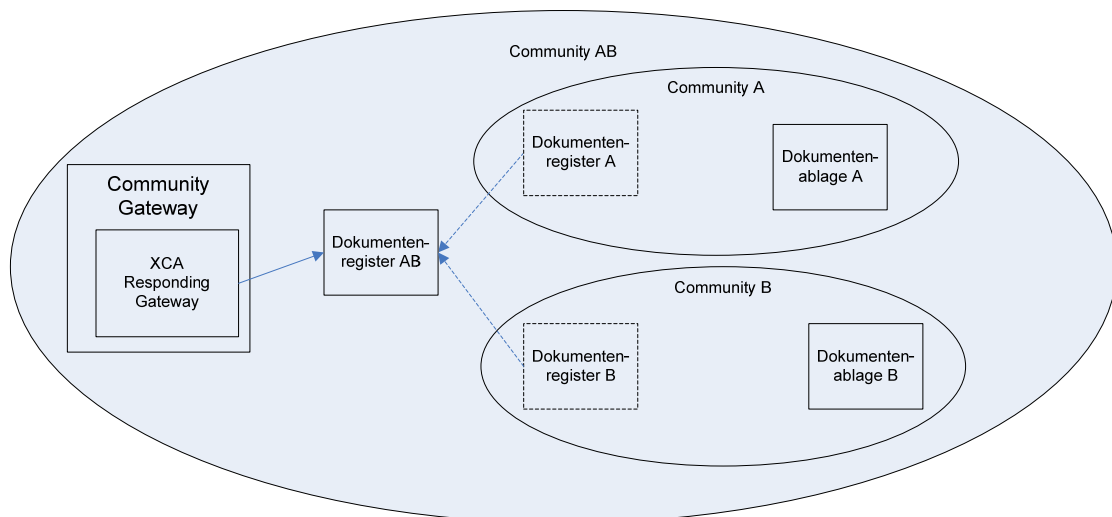 Community AB
Community A
Dokumenten-
register A
Dokumenten-
ablage A
Community
Gateway
XCA
Responding
Gateway
Dokumenten-
register AB
Community B
Dokumenten-
register B
Dokumenten-
ablage B